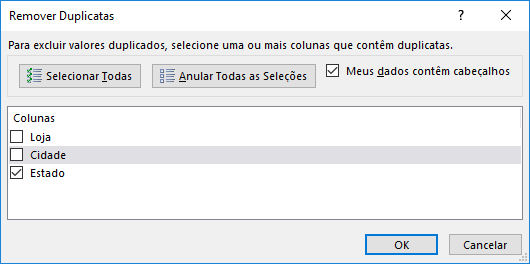 Remover Duplicatas
?
Para excluir valores duplicados, selecione uma ou mais colunas que contêm duplicatas.
Selecionar Todas
Anular Todas as Seleções
Meus dados contêm cabeçalhos
Colunas
Loja
Cidade
Estado
OK
Cancelar